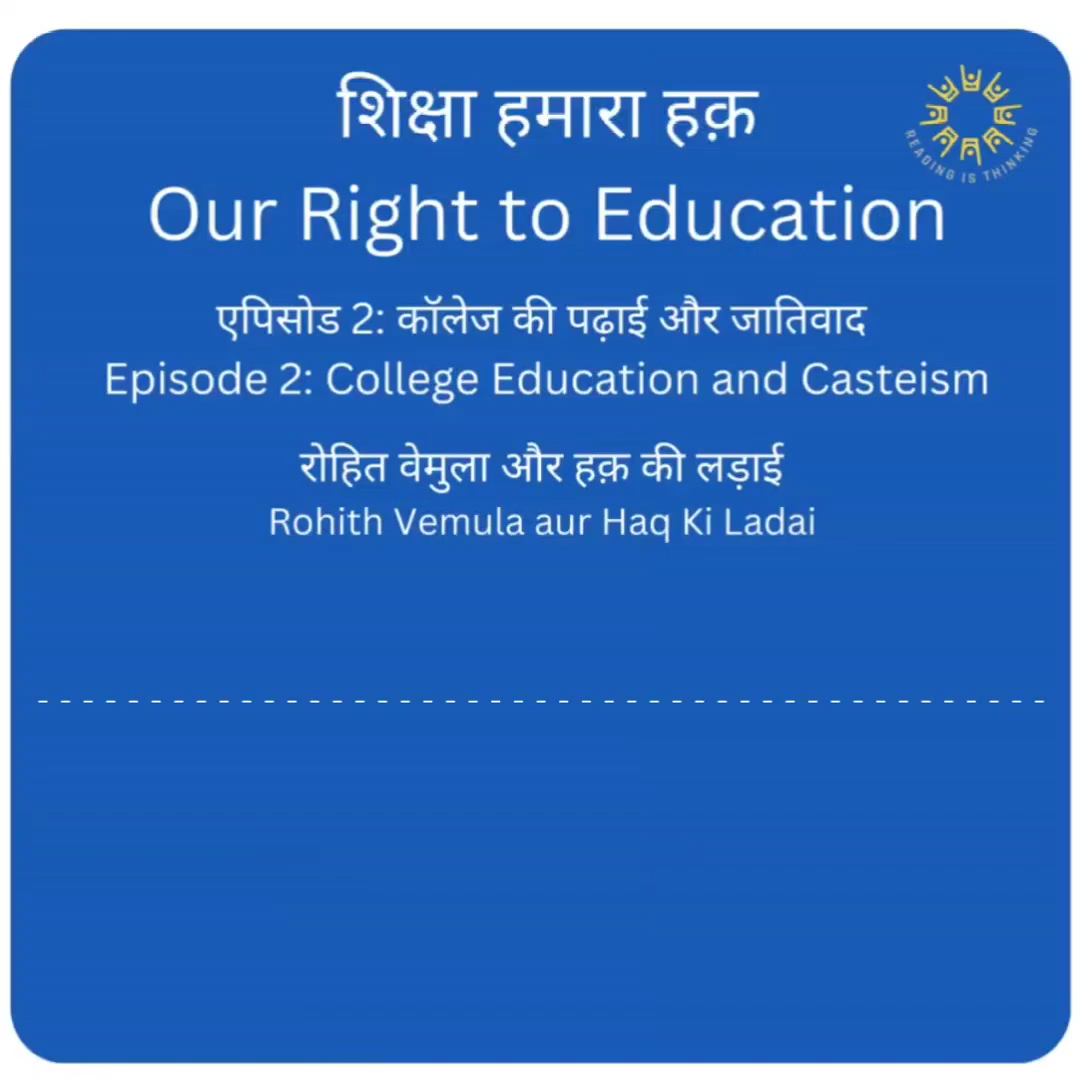 शिक्षा हमारा हक़
READING IS THINKING
Our Right to Education
एपिसोड 2: कॉलेज की पढ़ाई और जातिवाद
Episode 2: College Education and Casteism
रोहित वेमुला और हक़ की लड़ाई
Rohith Vemula aur Haq Ki Ladai